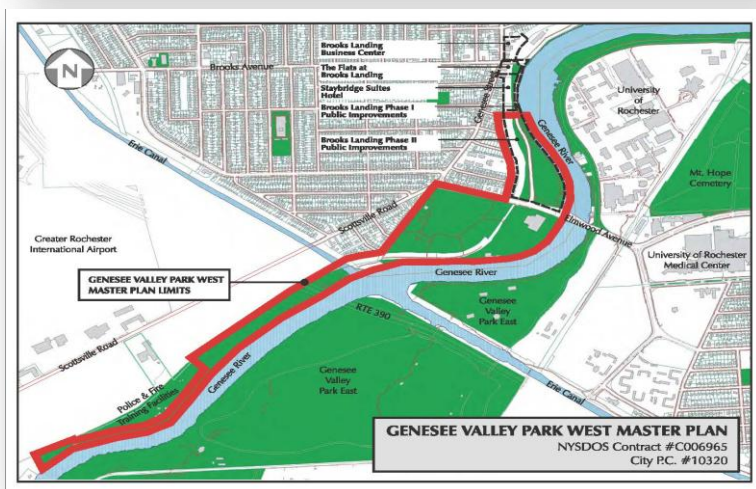 Brooks Landing
Business Center
Brooks Avenue
The Flats at
Brooks Landing
Staybridge Suites
Hotel
Brooks Landing Phase I
Public Improvements
Brooks Landing Phase II
Public Improvements
Genesee Street
University
of
Rochester
N
Genesee River
Erie Canal
Mt. Hope
Cemetery
Scottsville Road
Elmwood Avenue
Greater Rochester
International Airport
University of Rochester
Medical Center
GENESEE VALLEY PARK WEST
MASTER PLAN LIMITS
Genesee River
Genesee
Valley
Park East
RTE 390
Scottsville Road
Genesee River
Police & Fire
Training Facilities
Genesee
Valley
Park East
Erie Canal
GENESEE VALLEY PARK WEST MASTER PLAN
NYSDOS Contract #C006965
City P.C. #10320